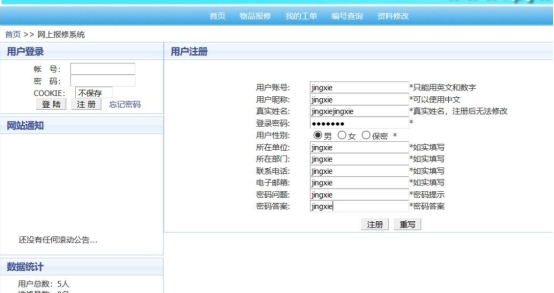 首页 物品报修 我的工单 编号查询 资料修改
首页 >> 网上报修系统
用户登录
帐 号:
密 码:
COOKIE: 不保存
登 陆 注 册 忘记密码
网站通知
还没有任何滚动公告...
数据统计
用户总数: 5人
用户注册
用户账号: jingxie *只能用英文和数字
用户昵称: jingxie *可以使用中文
真实姓名: jingxiejingxie *真实姓名，注册后无法修改
登录密码: ●●●●●●● *
用户性别: 男 女 保密 *
所在单位: jingxie *如实填写
所在部门: jingxie *如实填写
联系电话: jingxie *如实填写
电子邮箱: jingxie *如实填写
密码问题: jingxie *密码提示
密码答案: jingxie *密码答案
注册 重写